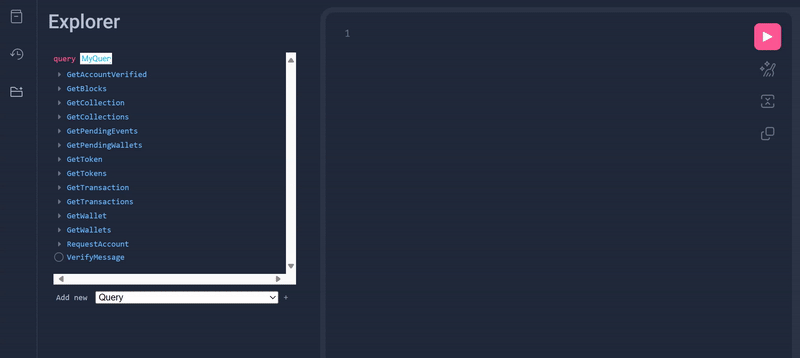 Explorer
1
query MyQuer
GetAccountVerified
GetBlocks
GetCollection
GetCollections
GetPendingEvents
GetPendingWallets
GetToken
GetTokens
GetTransaction
GetTransactions
GetWallet
GetWallets
RequestAccount
VerifyMessage
Add new Query +